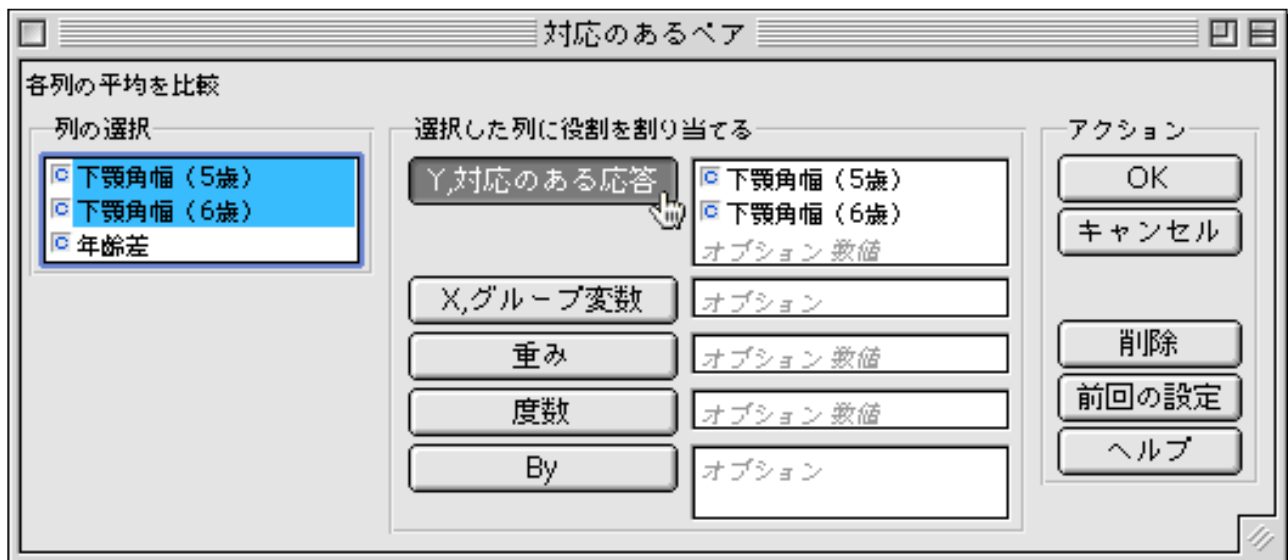 対応のあるペア
各列の平均を比較
列の選択
下顎角幅（5歳）
下顎角幅（6歳）
年齢差
選択した列に役割を割り当てる
Y,対応のある応答
下顎角幅（5歳）
下顎角幅（6歳）
オプション 数値
X,グループ変数
オプション
重み
オプション 数値
度数
オプション 数値
By
オプション
アクション
OK
キャンセル
削除
前回の設定
ヘルプ